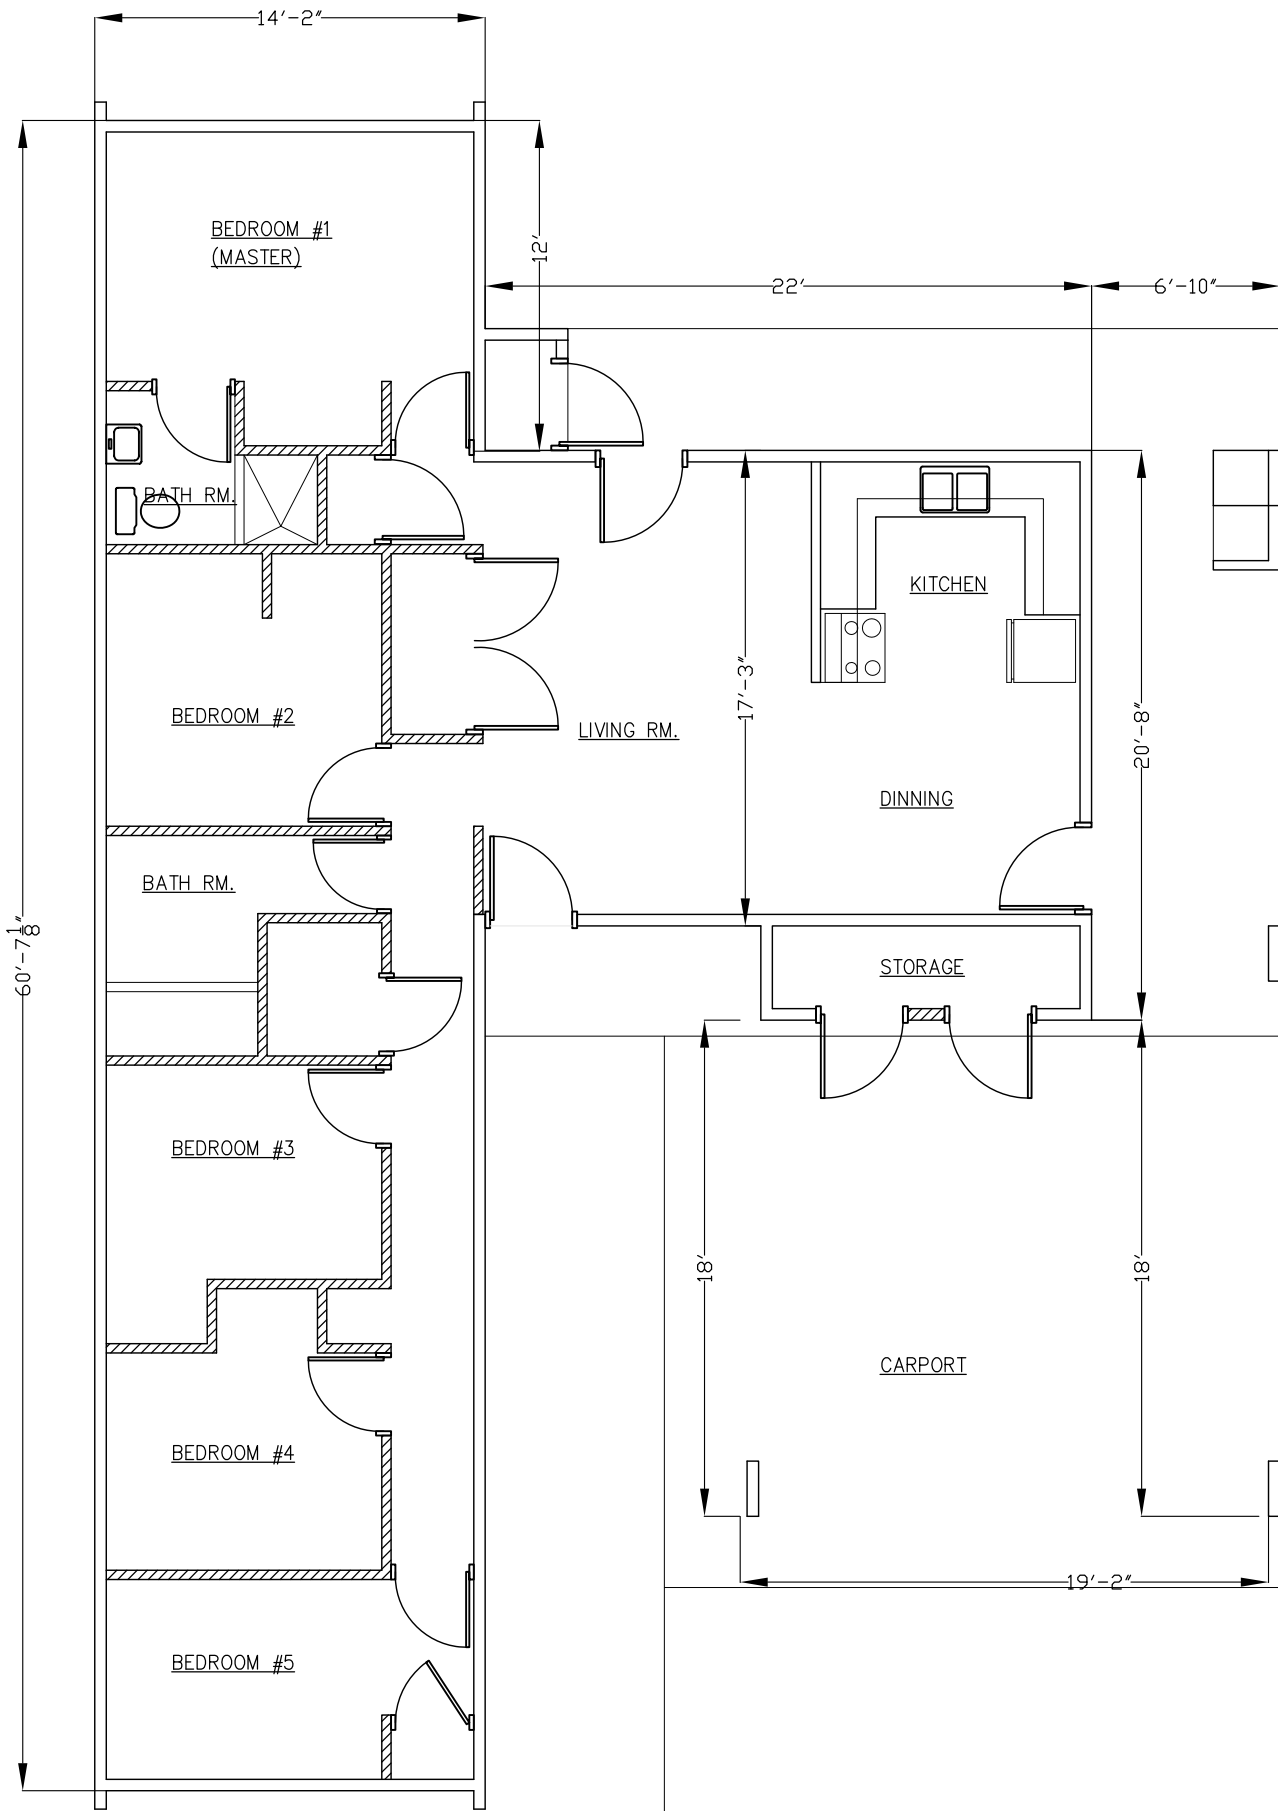 14'-2"
BEDROOM #1
(MASTER)
12'
22'
6'-10"
BATH RM.
KITCHEN
17'-3"
20'-8"
BEDROOM #2
LIVING RM.
DINNING
BATH RM.
60'-7 1/8"
STORAGE
BEDROOM #3
18'
18'
CARPORT
BEDROOM #4
19'-2"
BEDROOM #5